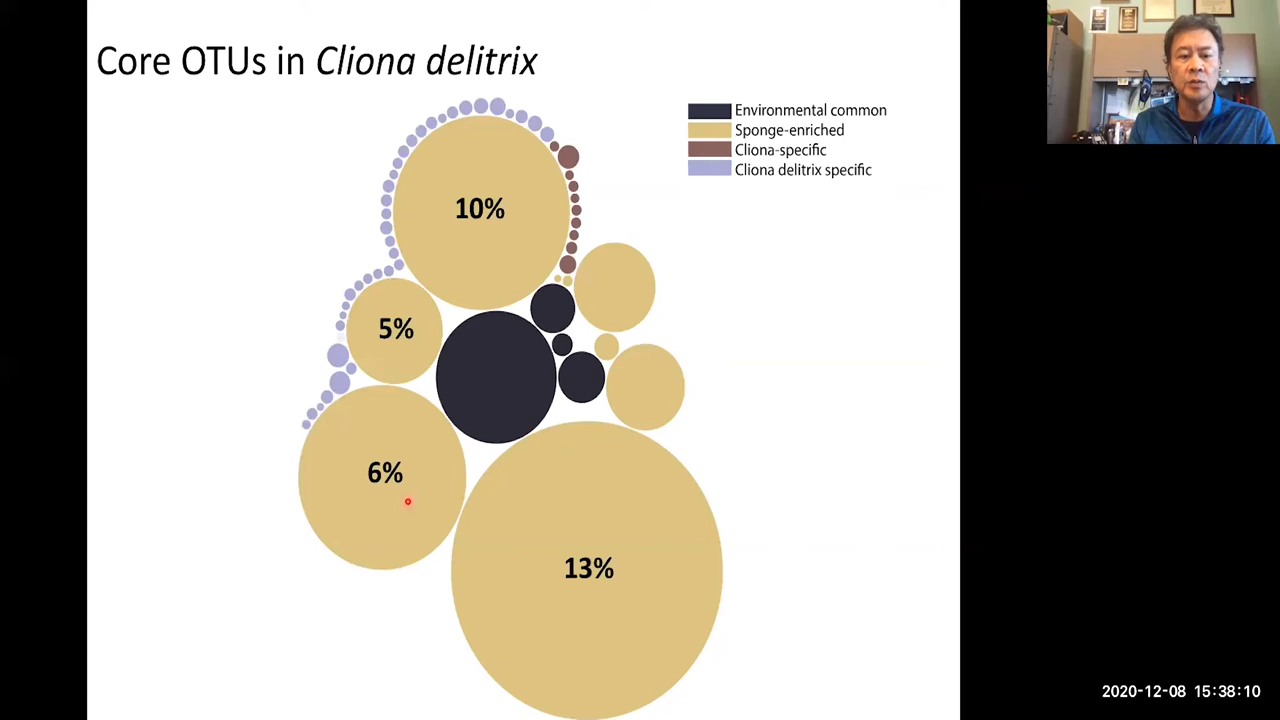 Core OTUs in Cliona delitrix
Environmental common
Sponge-enriched
Cliona-specific
Cliona delitrix specific
10%
5%
6%
13%
2020-12-08 15:38:10